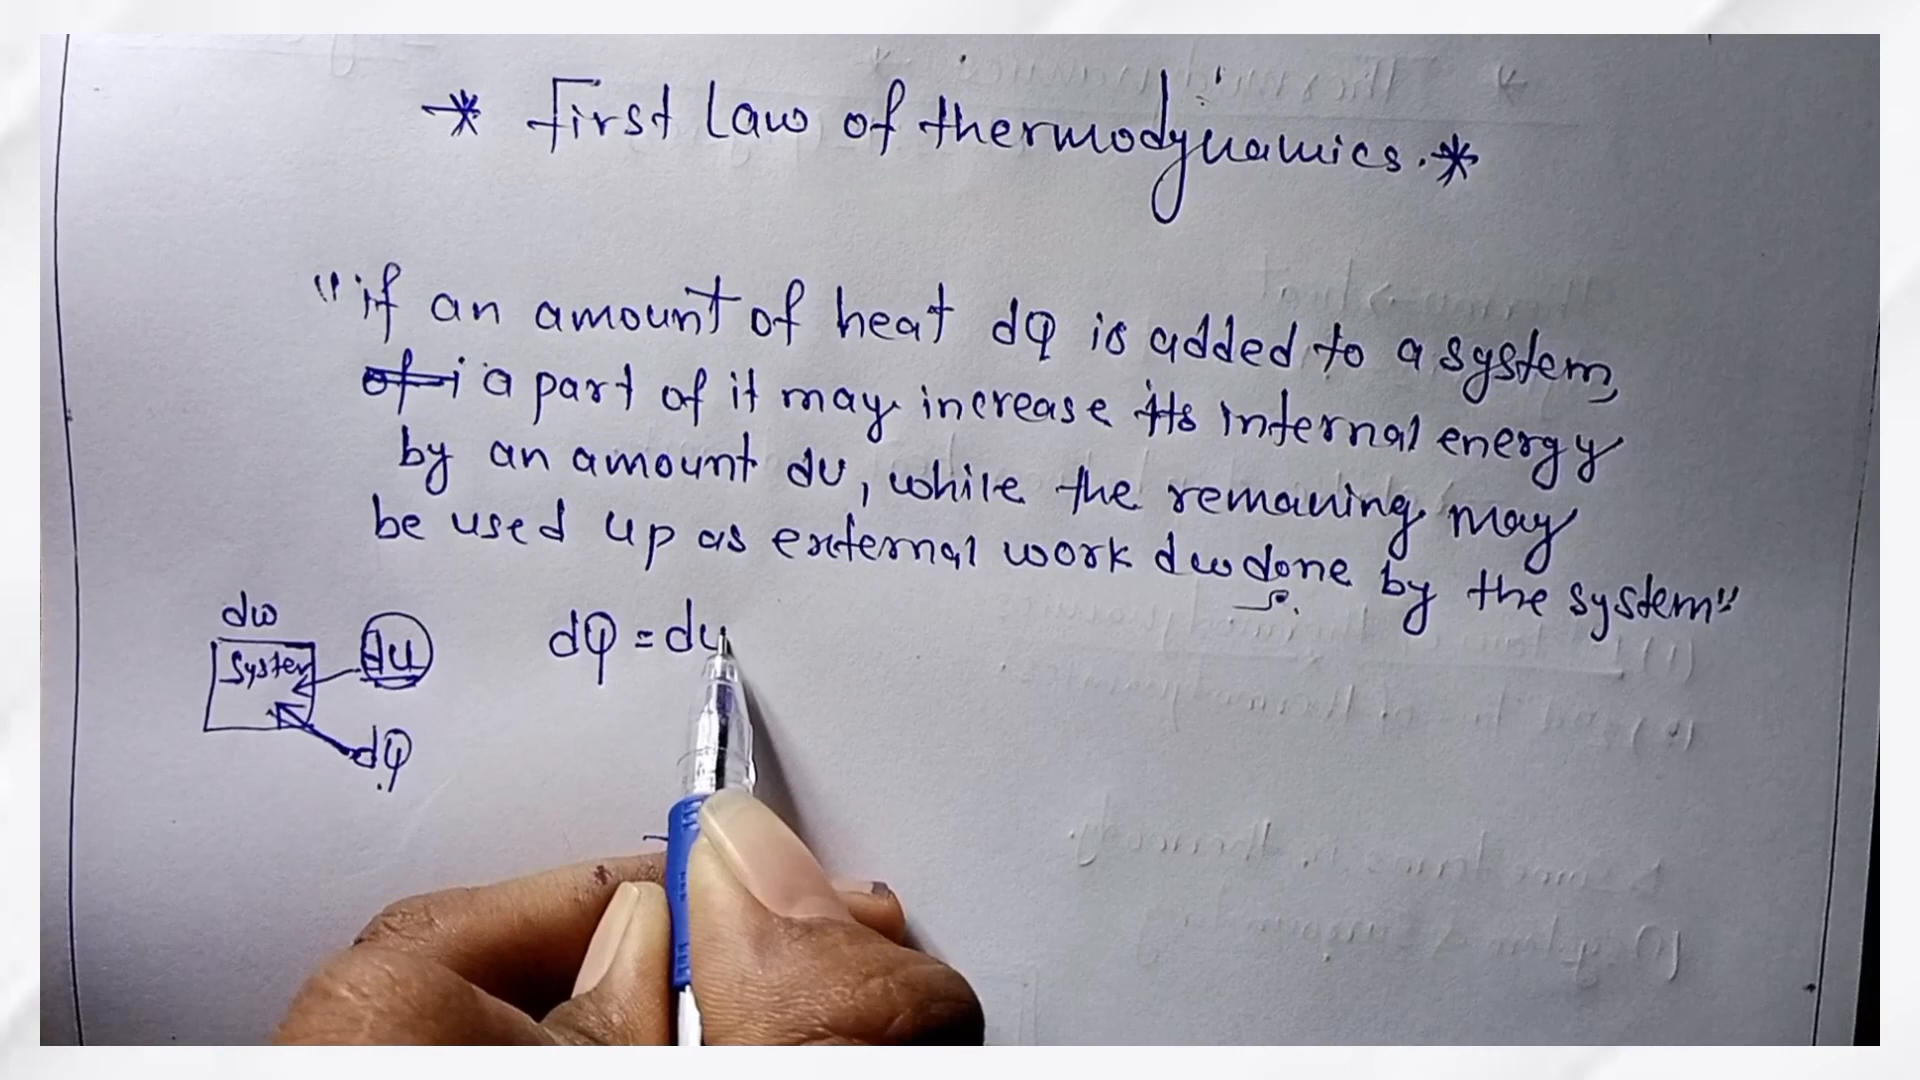 * First Law of thermodynamics. *
"if an amount of heat dQ is added to a system,
a part of it may increase its internal energy
by an amount du, while the remaning may
be used up as external work dw done by the system"
dw
System
du
dQ
dQ = du